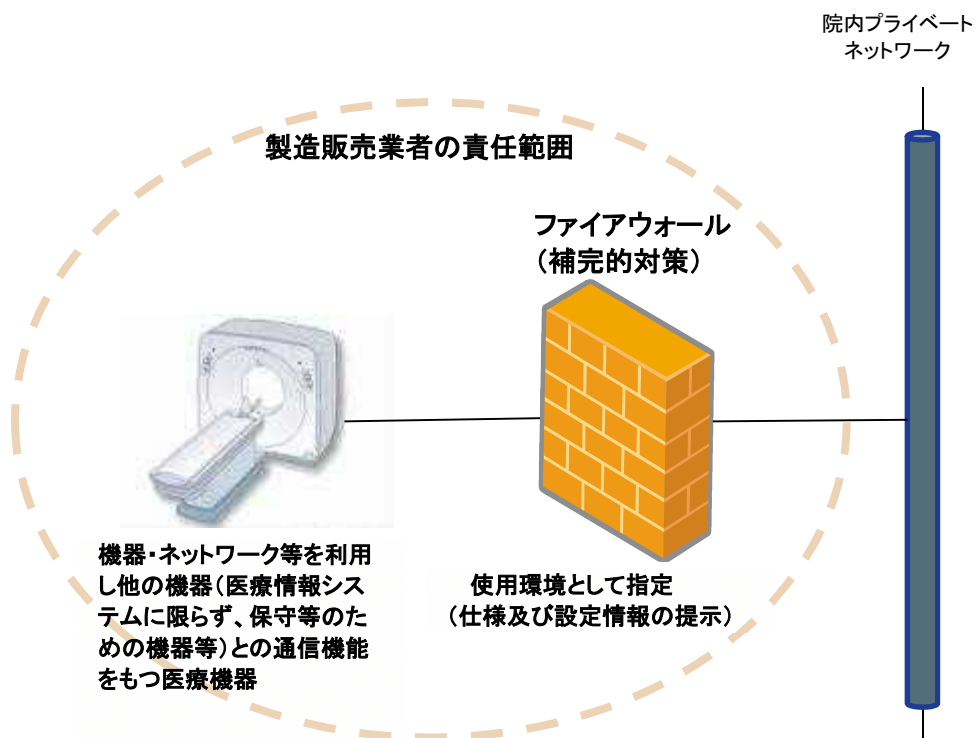 院内プライベート
ネットワーク
製造販売業者の責任範囲
ファイアウォール
（補完的対策）
機器・ネットワーク等を利用
し他の機器（医療情報シス
テムに限らず、保守等のた
めの機器等）との通信機能
をもつ医療機器
使用環境として指定
（仕様及び設定情報の提示）